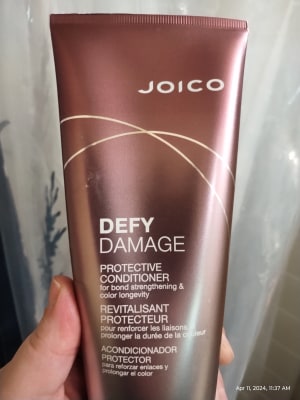 JOICO
DEFY
DAMAGE
PROTECTIVE
CONDITIONER
for bond strengthening &
color longevity
REVITALISANT
PROTECTEUR
pour renforcer les liaisons,
prolonger la durée de la couleur
ACONDICIONADOR
PROTECTOR
para reforzar enlaces y
prolongar el color
Apr 11, 2024, 11:37 AM